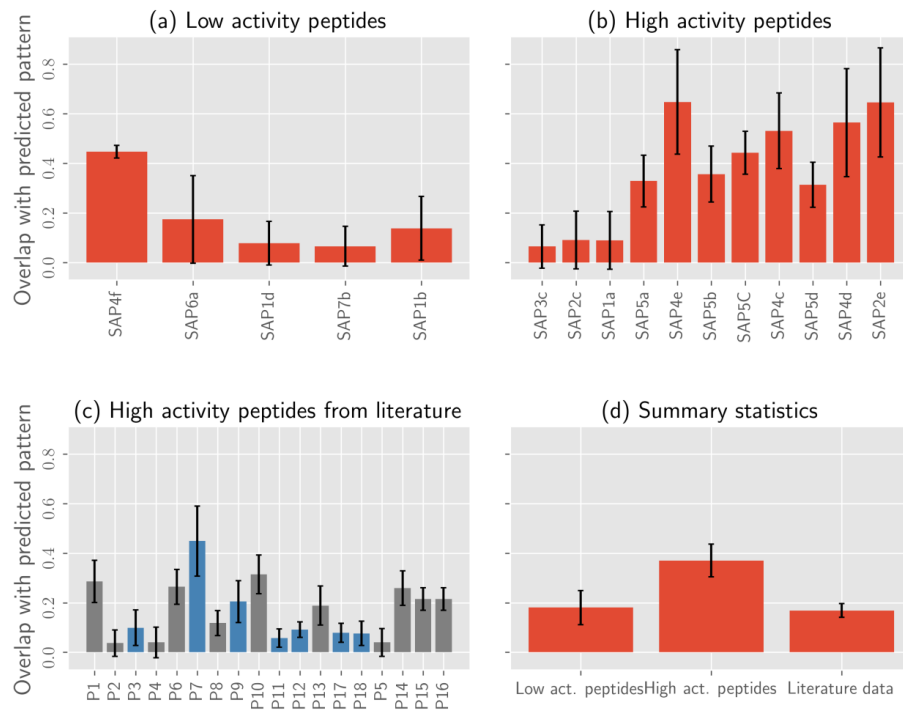 (a) Low activity peptides
(b) High activity peptides
Overlap with predicted pattern
0.8
0.6
0.4
0.2
0.0
SAP4f
SAP6a
SAP1d
SAP7b
SAP1b
SAP3c
SAP2c
SAP1a
SAP5a
SAP4e
SAP5b
SAP5C
SAP4c
SAP5d
SAP4d
SAP2e
(c) High activity peptides from literature
(d) Summary statistics
Overlap with predicted pattern
0.8
0.6
0.4
0.2
0.0
P1
P2
P3
P4
P6
P7
P8
P9
P10
P11
P12
P13
P17
P18
P5
P14
P15
P16
Low act. peptides
High act. peptides
Literature data